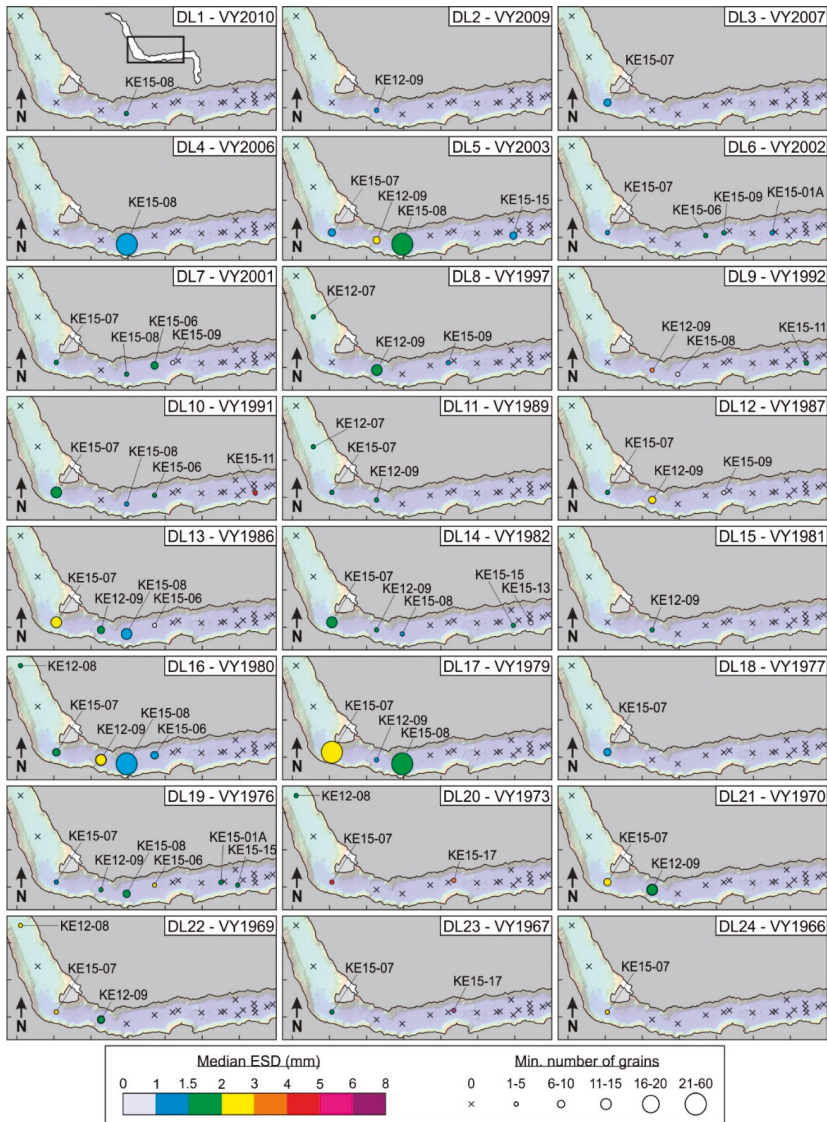 DL1 - VY2010
KE15-08
N
DL2 - VY2009
KE12-09
N
DL3 - VY2007
KE15-07
N
DL4 - VY2006
KE15-08
N
DL5 - VY2003
KE15-07
KE12-09
KE15-08
KE15-15
N
DL6 - VY2002
KE15-07
KE15-09
KE15-01A
KE15-06
N
DL7 - VY2001
KE15-07
KE15-06
KE15-08
KE15-09
N
DL8 - VY1997
KE12-07
KE12-09
KE15-09
N
DL9 - VY1992
KE12-09
KE15-08
KE15-11
N
DL10 - VY1991
KE15-07
KE15-08
KE15-06
KE15-11
N
DL11 - VY1989
KE12-07
KE15-07
KE12-09
N
DL12 - VY1987
KE15-07
KE12-09
KE15-09
N
DL13 - VY1986
KE15-07
KE15-08
KE12-09
KE15-06
N
DL14 - VY1982
KE15-07
KE12-09
KE15-08
KE15-15
KE15-13
N
DL15 - VY1981
KE12-09
N
DL16 - VY1980
KE12-08
KE15-07
KE15-08
KE12-09
KE15-06
N
DL17 - VY1979
KE15-07
KE12-09
KE15-08
N
DL18 - VY1977
KE15-07
N
DL19 - VY1976
KE15-07
KE15-08
KE15-01A
KE12-09
KE15-06
KE15-15
N
DL20 - VY1973
KE12-08
KE15-07
KE15-17
N
DL21 - VY1970
KE15-07
KE12-09
N
DL22 - VY1969
KE12-08
KE15-07
KE12-09
N
DL23 - VY1967
KE15-07
KE15-17
N
DL24 - VY1966
KE15-07
N
Median ESD (mm)
0 1 1.5 2 3 4 5 6 8
Min. number of grains
0 1-5 6-10 11-15 16-20 21-60